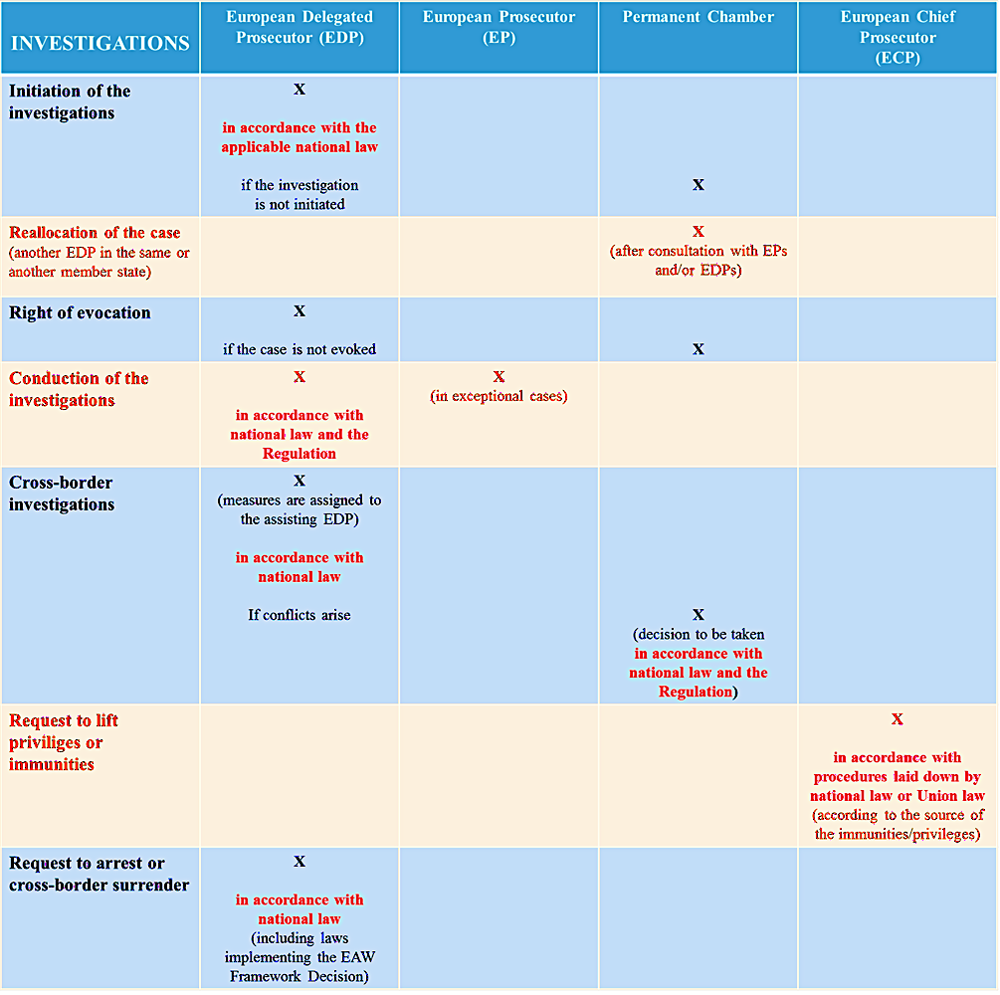 INVESTIGATIONS
European Delegated
Prosecutor (EDP)
European Prosecutor
(EP)
Permanent Chamber
European Chief
Prosecutor
(ECP)
Initiation of the
investigations
X
in accordance with the
applicable national law
if the investigation
is not initiated
X
Reallocation of the case
(another EDP in the same or
another member state)
X
(after consultation with EPs
and/or EDPs)
Right of evocation
X
if the case is not evoked
X
Conduction of the
investigations
X
in accordance with
national law and the
Regulation
X
(in exceptional cases)
Cross-border
investigations
X
(measures are assigned to
the assisting EDP)
in accordance with
national law
If conflicts arise
X
(decision to be taken
in accordance with
national law and the
Regulation)
Request to lift
priviliges or
immunities
X
in accordance with
procedures laid down by
national law or Union law
(according to the source of
the immunities/privileges)
Request to arrest or
cross-border surrender
X
in accordance with
national law
(including laws
implementing the EAW
Framework Decision)